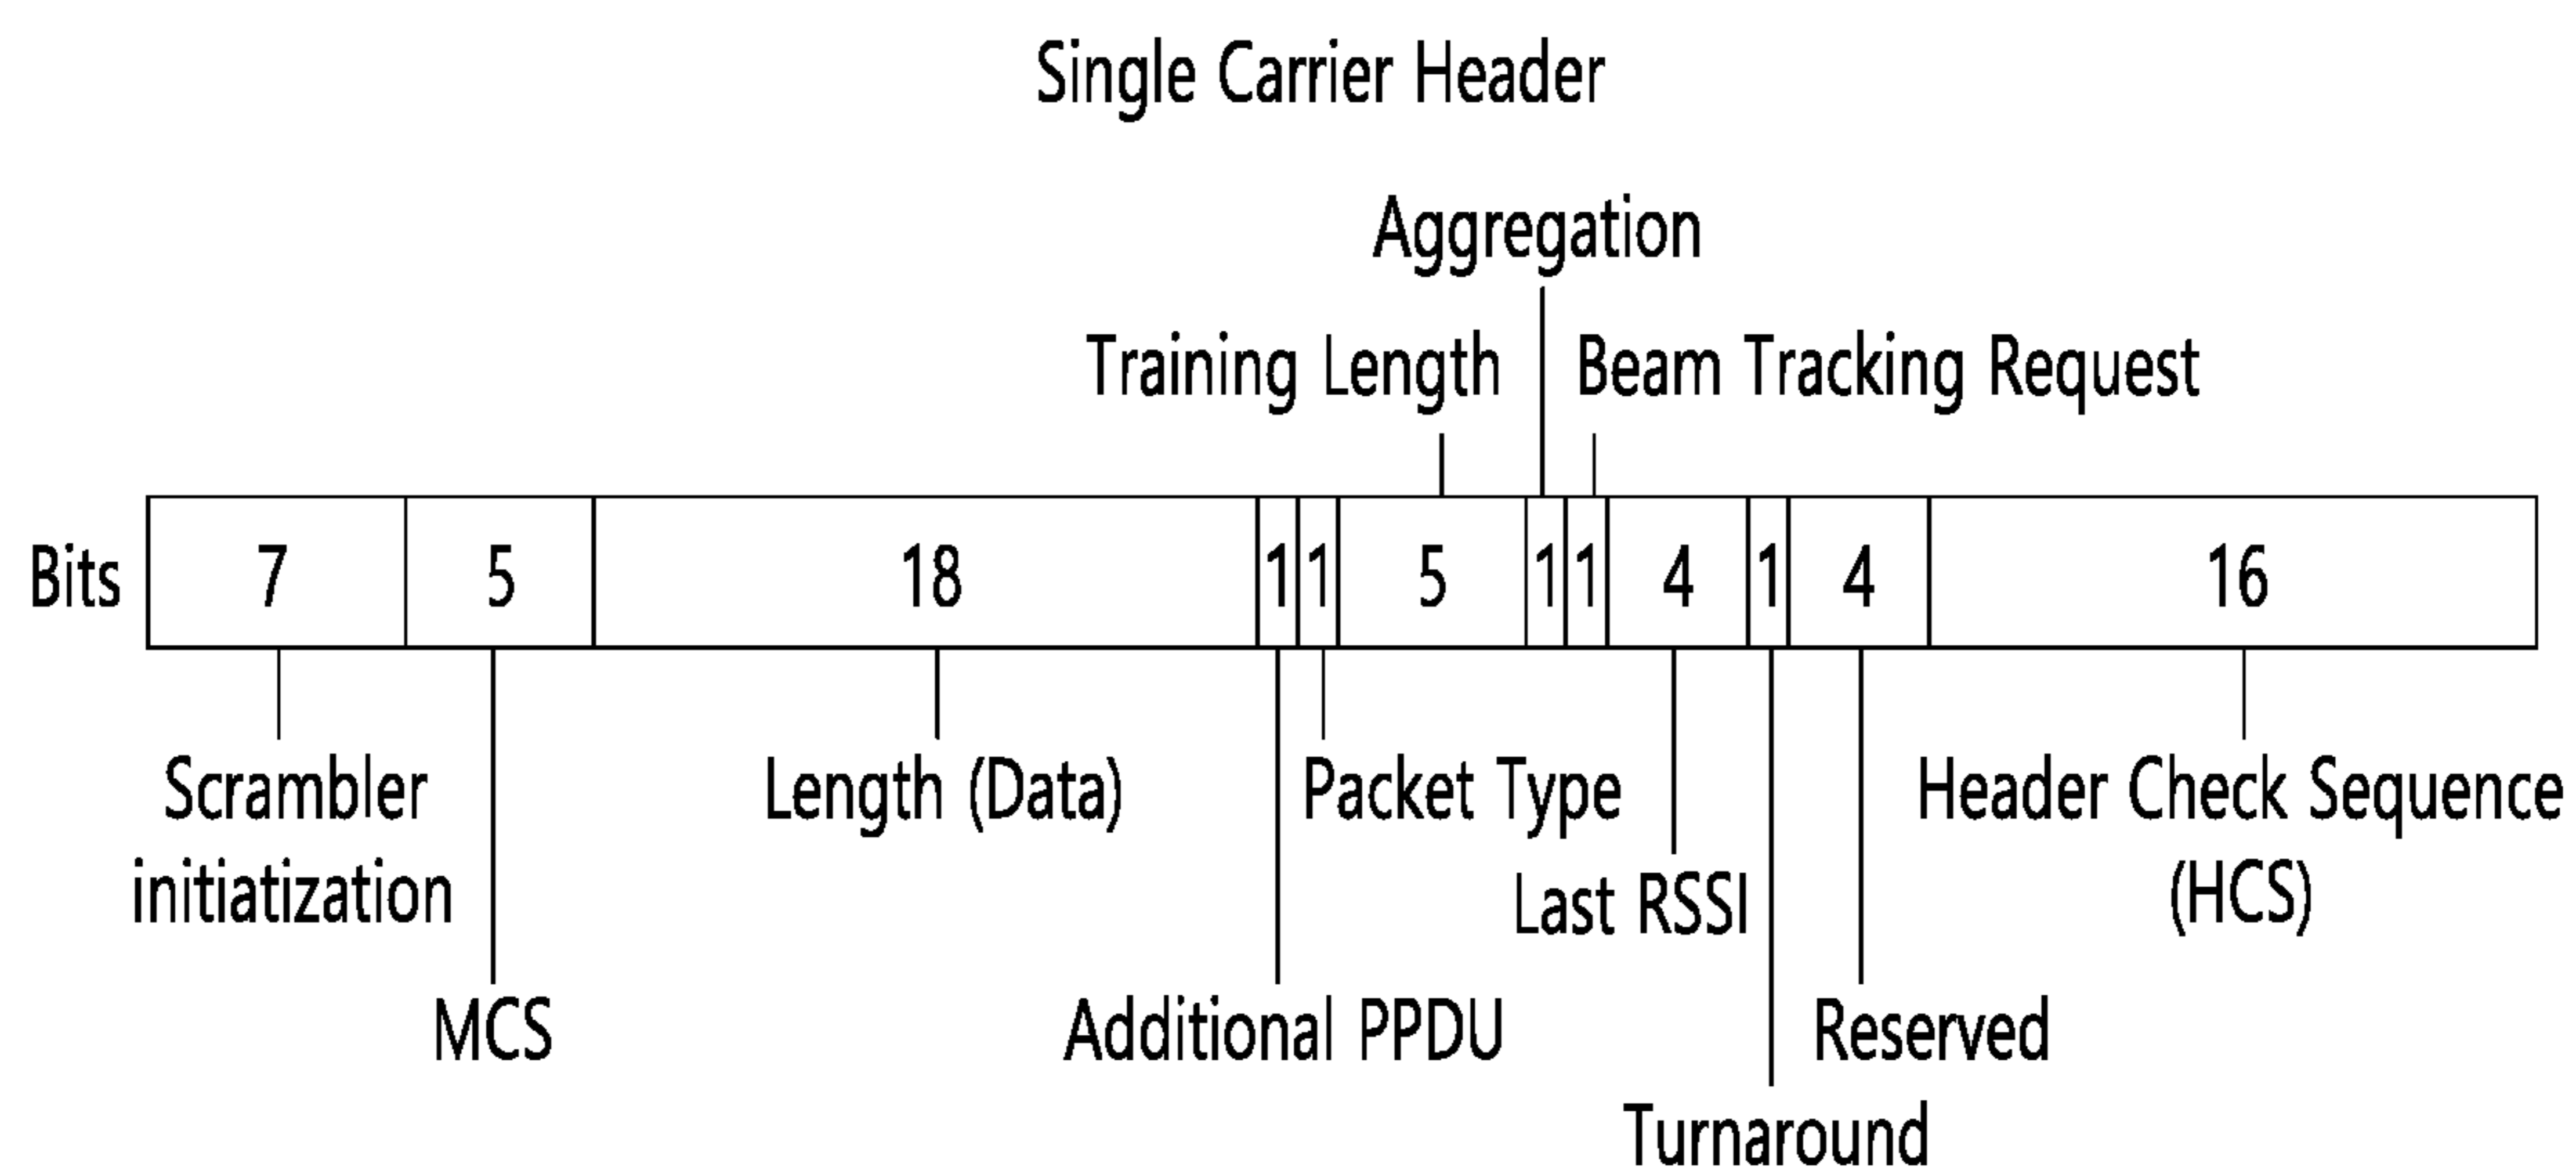 Single Carrier Header
Aggregation
Training Length Beam Tracking Request
Bits 7 5 18 1 1 5 1 1 4 1 4 16
Scrambler Length (Data) Packet Type Header Check Sequence
initiatization Last RSSI (HCS)
MCS Additional PPDU Reserved
Turnaround